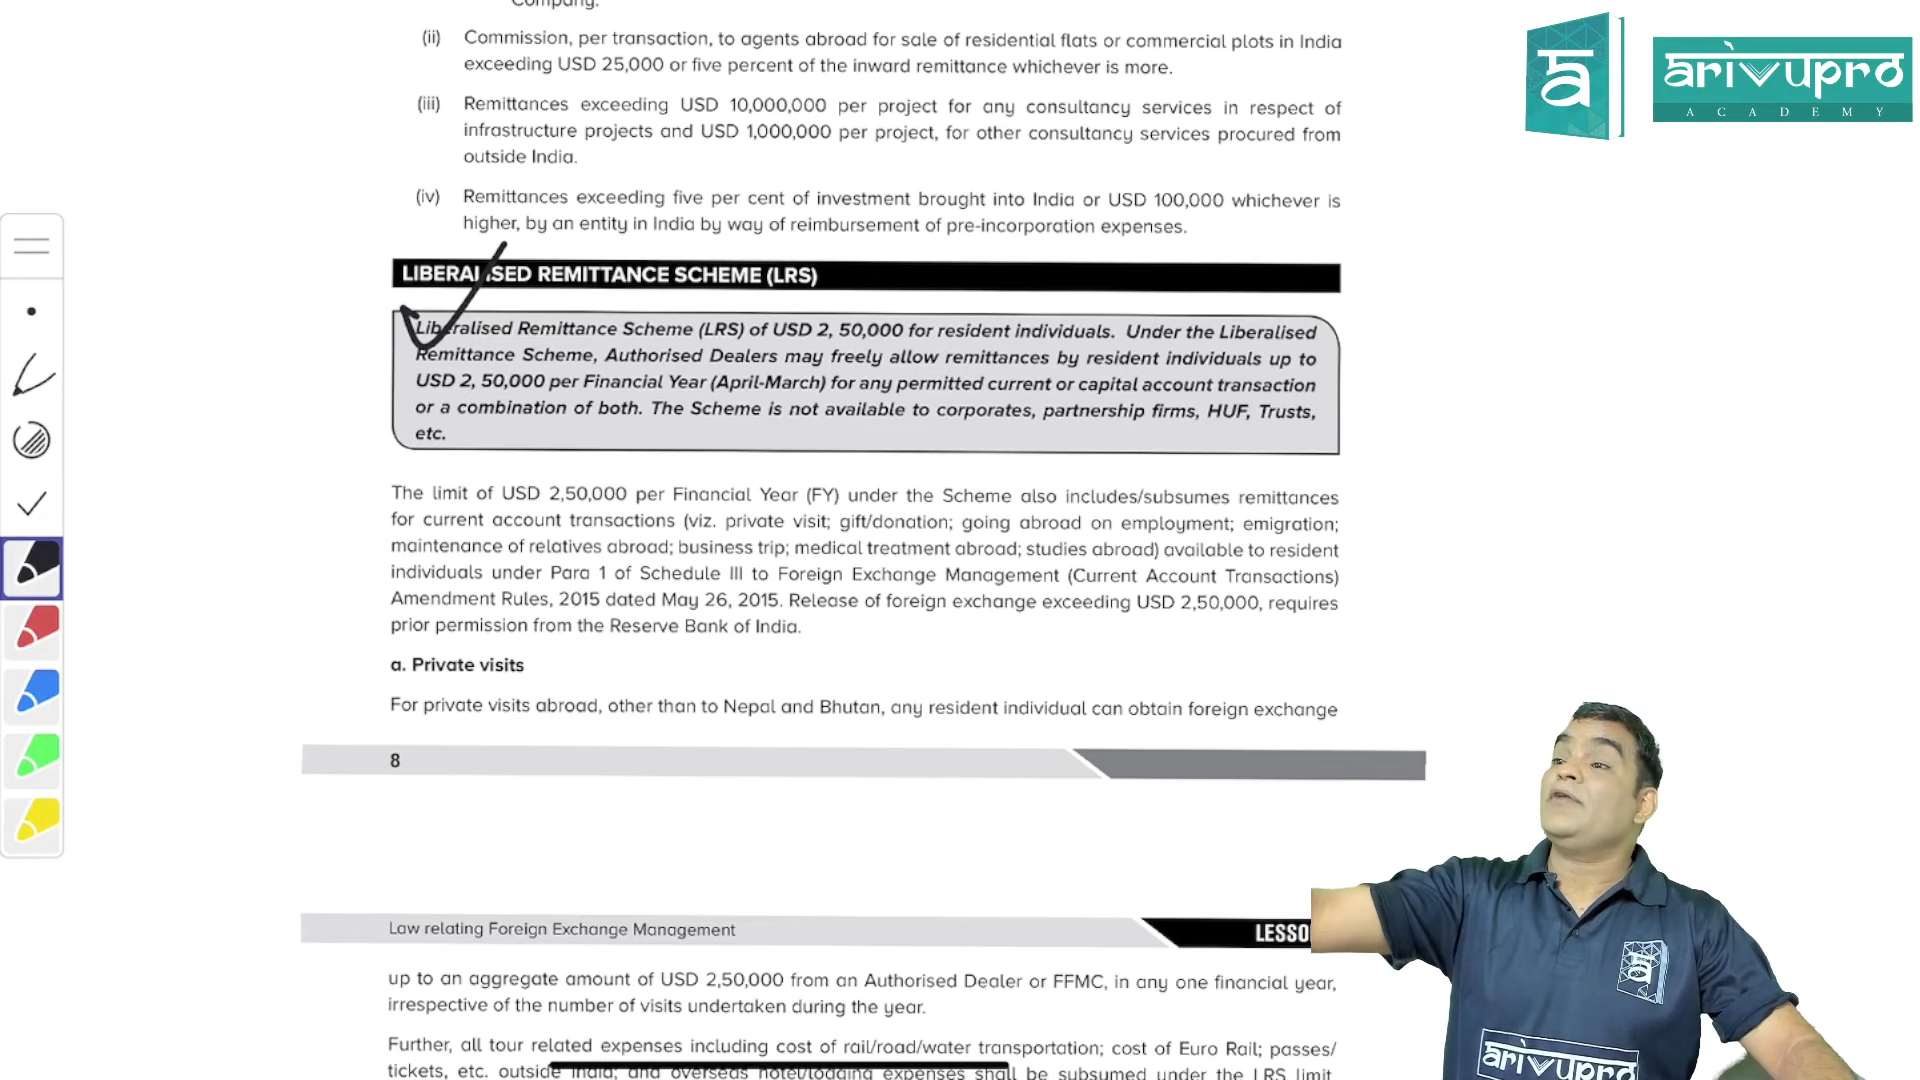 Company.
(ii) Commission, per transaction, to agents abroad for sale of residential flats or commercial plots in India
exceeding USD 25,000 or five percent of the inward remittance whichever is more.
(iii) Remittances exceeding USD 10,000,000 per project for any consultancy services in respect of
infrastructure projects and USD 1,000,000 per project, for other consultancy services procured from
outside India.
(iv) Remittances exceeding five per cent of investment brought into India or USD 100,000 whichever is
higher, by an entity in India by way of reimbursement of pre-incorporation expenses.
LIBERALISED REMITTANCE SCHEME (LRS)
Liberalised Remittance Scheme (LRS) of USD 2, 50,000 for resident individuals. Under the Liberalised
Remittance Scheme, Authorised Dealers may freely allow remittances by resident individuals up to
USD 2, 50,000 per Financial Year (April-March) for any permitted current or capital account transaction
or a combination of both. The Scheme is not available to corporates, partnership firms, HUF, Trusts,
etc.
The limit of USD 2,50,000 per Financial Year (FY) under the Scheme also includes/subsumes remittances
for current account transactions (viz. private visit; gift/donation; going abroad on employment; emigration;
maintenance of relatives abroad; business trip; medical treatment abroad; studies abroad) available to resident
individuals under Para 1 of Schedule III to Foreign Exchange Management (Current Account Transactions)
Amendment Rules, 2015 dated May 26, 2015. Release of foreign exchange exceeding USD 2,50,000, requires
prior permission from the Reserve Bank of India.
a. Private visits
For private visits abroad, other than to Nepal and Bhutan, any resident individual can obtain foreign exchange
8
Law relating Foreign Exchange Management
LESSO
up to an aggregate amount of USD 2,50,000 from an Authorised Dealer or FFMC, in any one financial year,
irrespective of the number of visits undertaken during the year.
Further, all tour related expenses including cost of rail/road/water transportation; cost of Euro Rail; passes/
tickets, etc. outside India; and overseas hotel/lodging expenses shall be subsumed under the LRS limit
arivupro
ACADEMY
arivupro